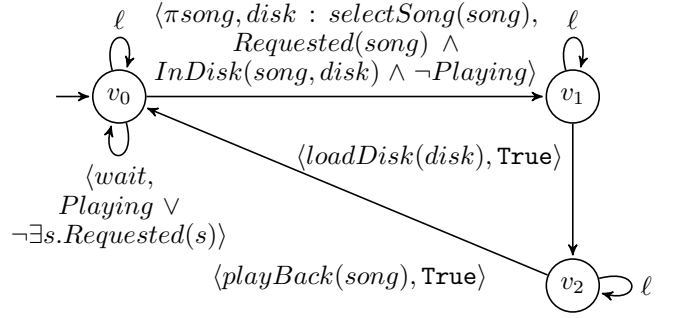 ℓ
⟨πsong, disk : selectSong(song),
Requested(song) ∧
InDisk(song, disk) ∧ ¬Playing⟩
ℓ
v₀
v₁
⟨loadDisk(disk), True⟩
⟨wait,
Playing ∨
¬∃s.Requested(s)⟩
⟨playBack(song), True⟩
v₂
ℓ